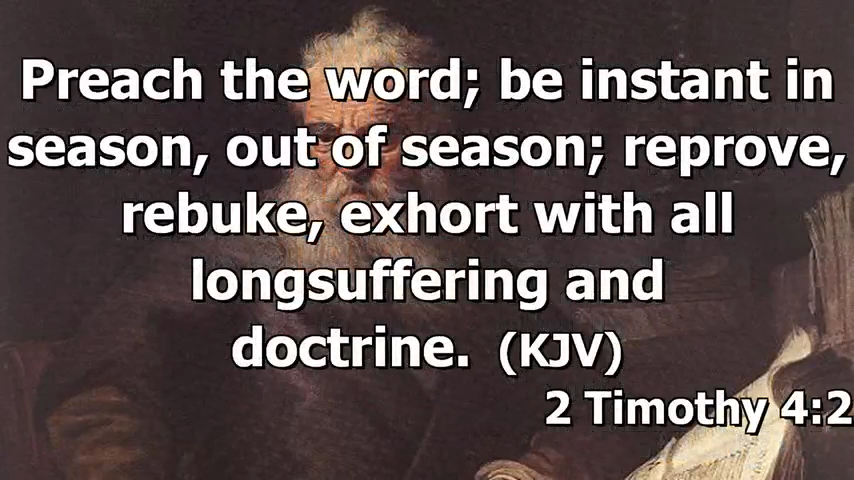 Preach the word; be instant in
season, out of season; reprove,
rebuke, exhort with all
longsuffering and
doctrine. (KJV)
2 Timothy 4:2